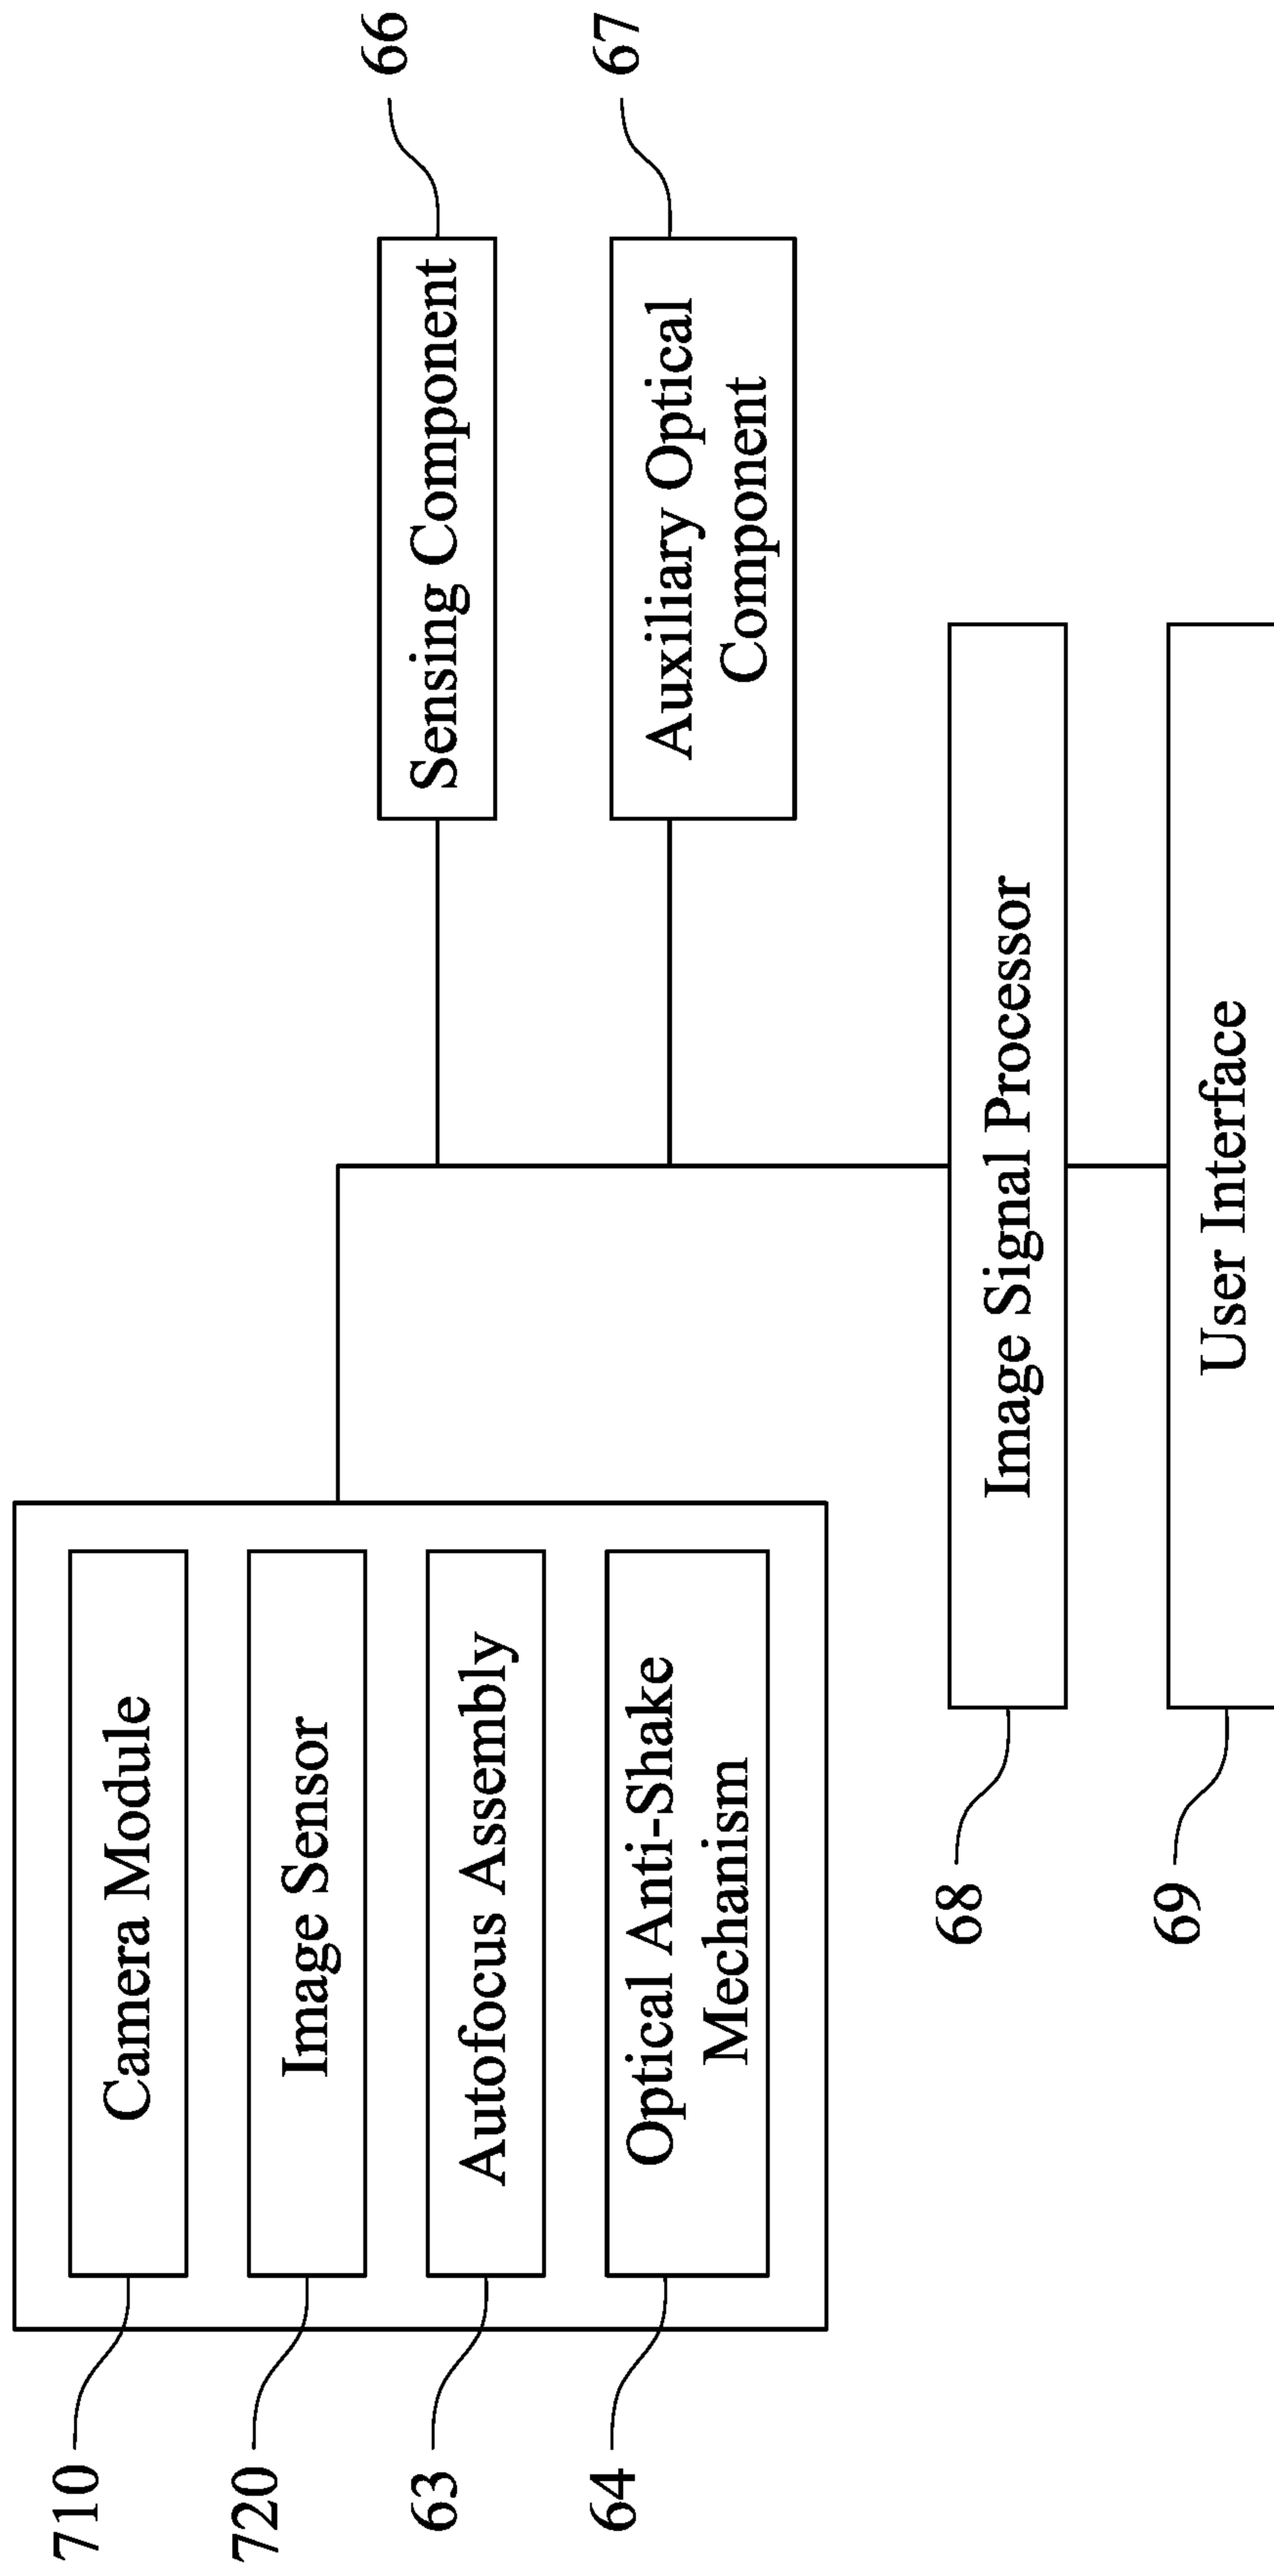 710
Camera Module
720
Image Sensor
63
Autofocus Assembly
64
Optical Anti-Shake
Mechanism
Sensing Component
66
Auxiliary Optical
Component
67
68
Image Signal Processor
69
User Interface